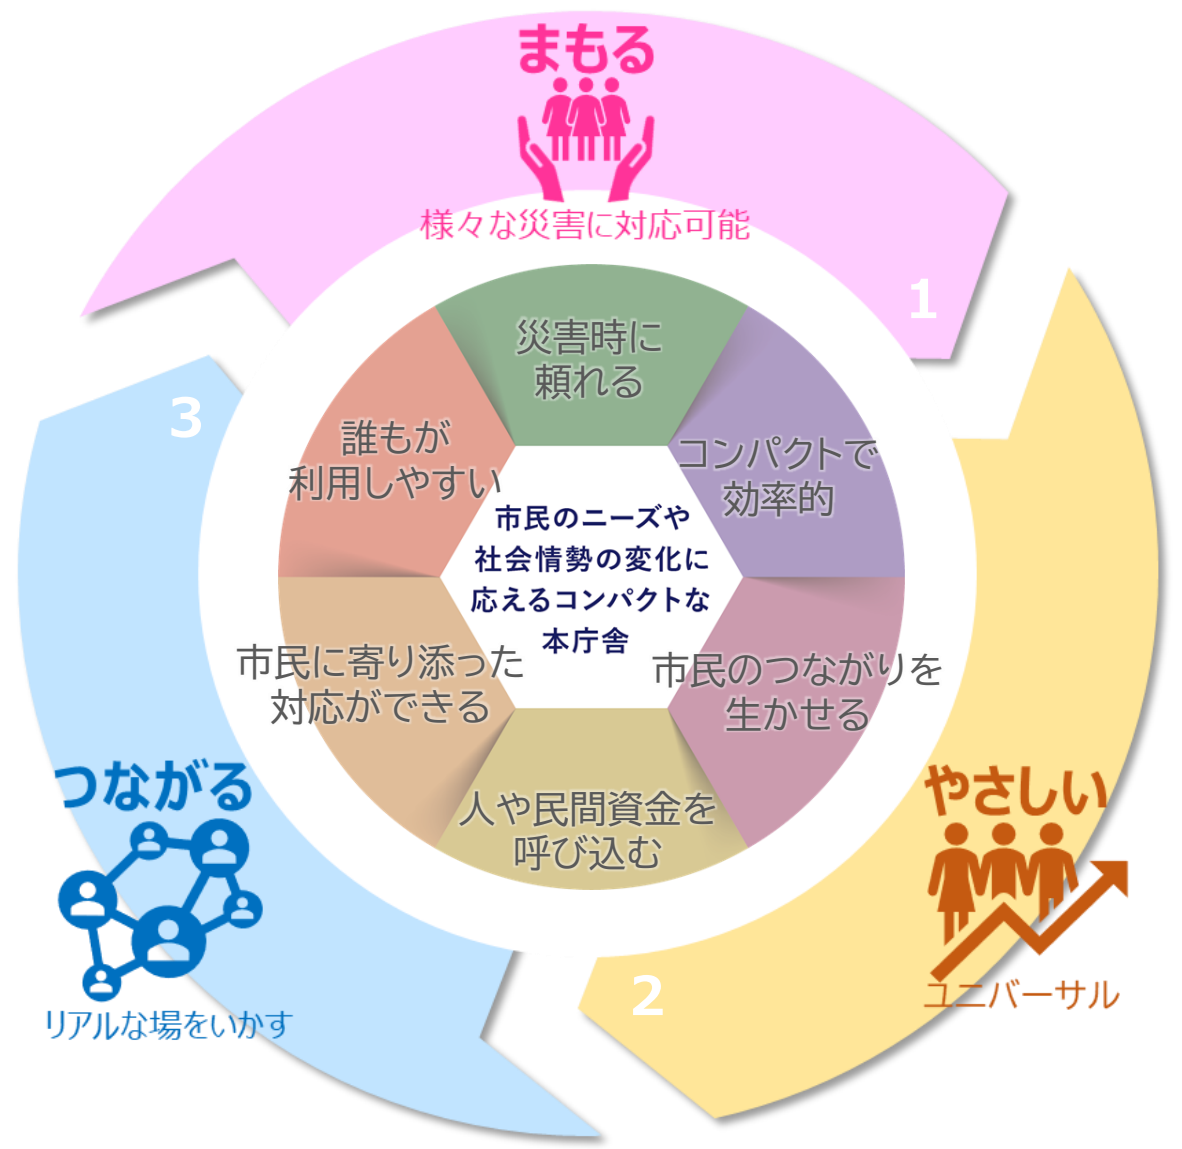 まもる
様々な災害に対応可能
1
災害時に
頼れる
コンパクトで
効率的
市民のつながりを
生かせる
人や民間資金を
呼び込む
市民に寄り添った
対応ができる
誰もが
利用しやすい
市民のニーズや
社会情勢の変化に
応えるコンパクトな
本庁舎
やさしい
ユニバーサル
2
つながる
リアルな場をいかす
3